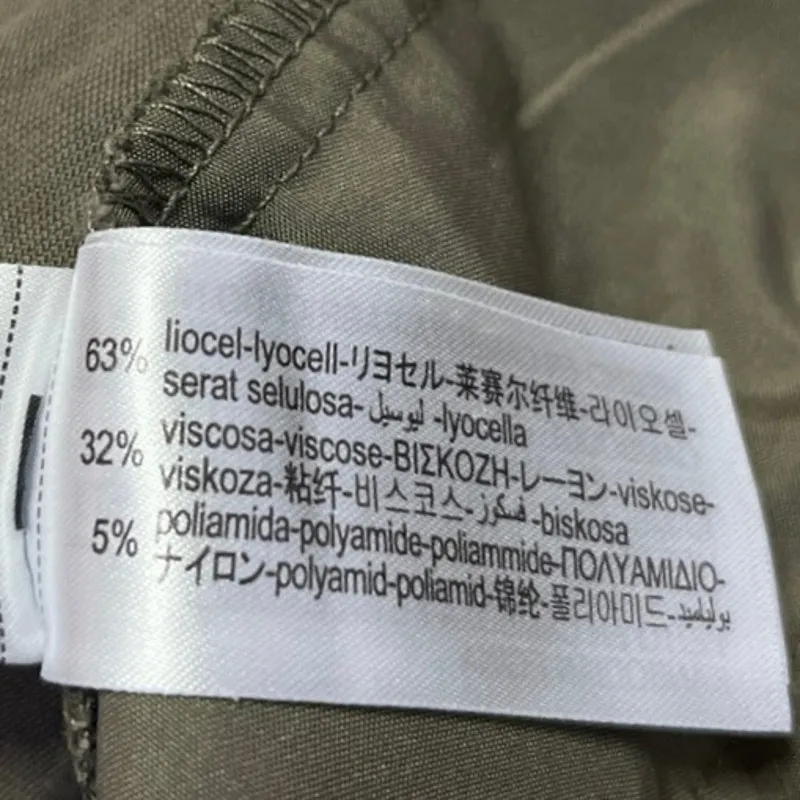 63% liocel-lyocell-リヨセル-莱赛尔纤维-라이오셀-
serat selulosa-ليوسيل-lyocella
32% viscosa-viscose-ΒΙΣΚΟΖΗ-レーヨン-viskose-
viskoza-粘纤-비스코스-فسكوز-biskosa
5% poliamida-polyamide-poliammide-ΠΟΛΥΑΜΙΔΙΟ-
ナイロン-polyamid-poliamid-锦纶-폴리아미드-بولياميد